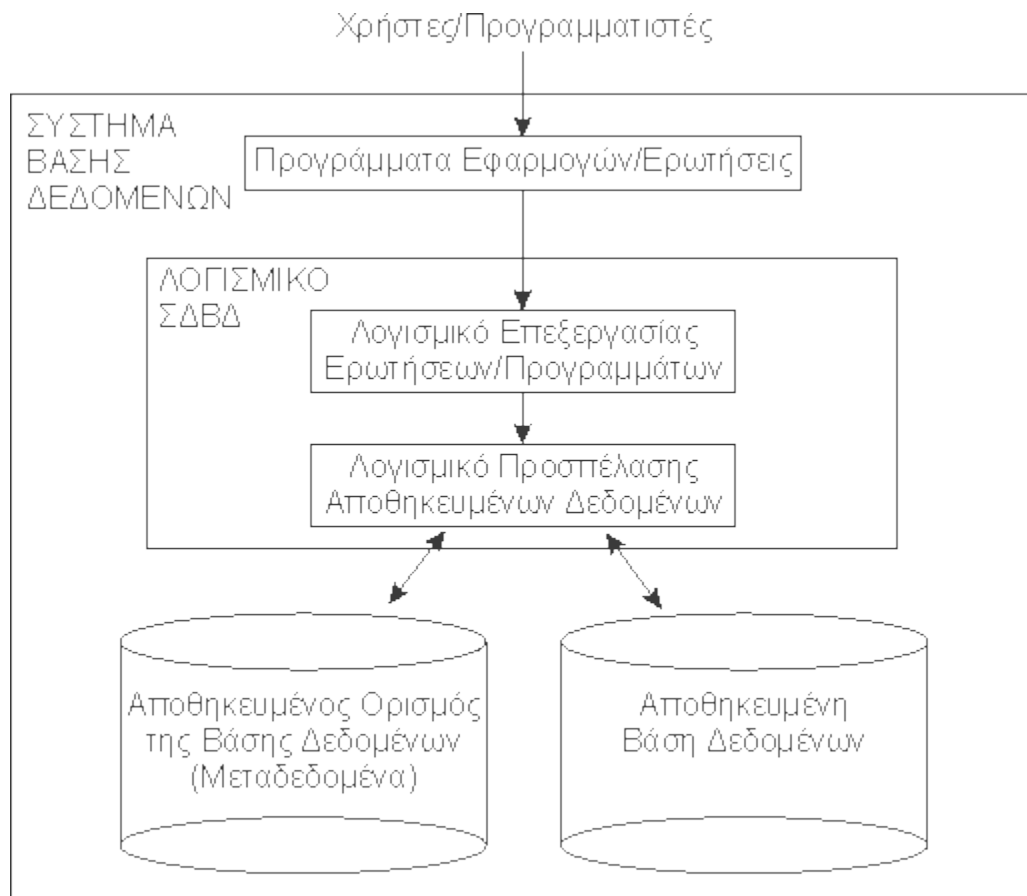 Χρήστες/Προγραμματιστές
ΣΥΣΤΗΜΑ
ΒΑΣΗΣ
ΔΕΔΟΜΕΝΩΝ
Προγράμματα Εφαρμογών/Ερωτήσεις
ΛΟΓΙΣΜΙΚΟ
ΣΔΒΔ
Λογισμικό Επεξεργασίας
Ερωτήσεων/Προγραμμάτων
Λογισμικό Προσπέλασης
Αποθηκευμένων Δεδομένων
Αποθηκευμένος Ορισμός
της Βάσης Δεδομένων
(Μεταδεδομένα)
Αποθηκευμένη
Βάση Δεδομένων